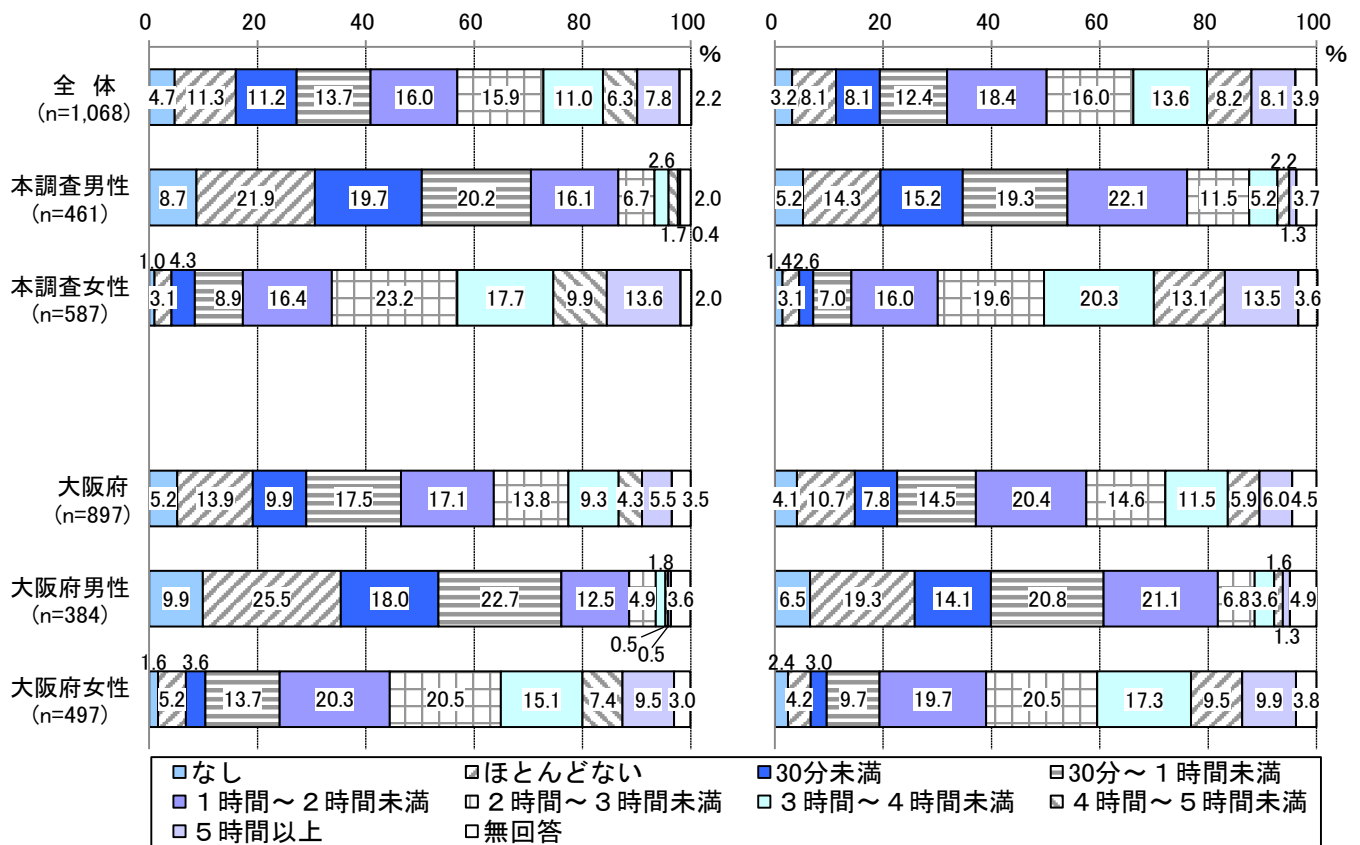 0 20 40 60 80 100 0 20 40 60 80 100
% %
全 体 4.7 11.3 11.2 13.7 16.0 15.9 11.0 6.3 7.8 2.2 3.2 8.1 8.1 12.4 18.4 16.0 13.6 8.2 8.1 3.9
(n=1,068)
2.6 2.2
本調査男性 8.7 21.9 19.7 20.2 16.1 6.7 2.0 5.2 14.3 15.2 19.3 22.1 11.5 5.2 3.7
(n=461)
1.7 0.4 1.3
1.0 4.3 1.4 2.6
本調査女性 3.1 8.9 16.4 23.2 17.7 9.9 13.6 2.0 3.1 7.0 16.0 19.6 20.3 13.1 13.5 3.6
(n=587)
大阪府 5.2 13.9 9.9 17.5 17.1 13.8 9.3 4.3 5.5 3.5 4.1 10.7 7.8 14.5 20.4 14.6 11.5 5.9 6.0 4.5
(n=897)
1.8 1.6
大阪府男性 9.9 25.5 18.0 22.7 12.5 4.9 3.6 6.5 19.3 14.1 20.8 21.1 6.8 3.6 4.9
(n=384)
0.5 0.5 1.3
1.6 3.6 2.4 3.0
大阪府女性 5.2 13.7 20.3 20.5 15.1 7.4 9.5 3.0 4.2 9.7 19.7 20.5 17.3 9.5 9.9 3.8
(n=497)
なし ほとんどない 30分未満 30分～１時間未満
１時間～２時間未満 ２時間～３時間未満 ３時間～４時間未満 ４時間～５時間未満
５時間以上 無回答